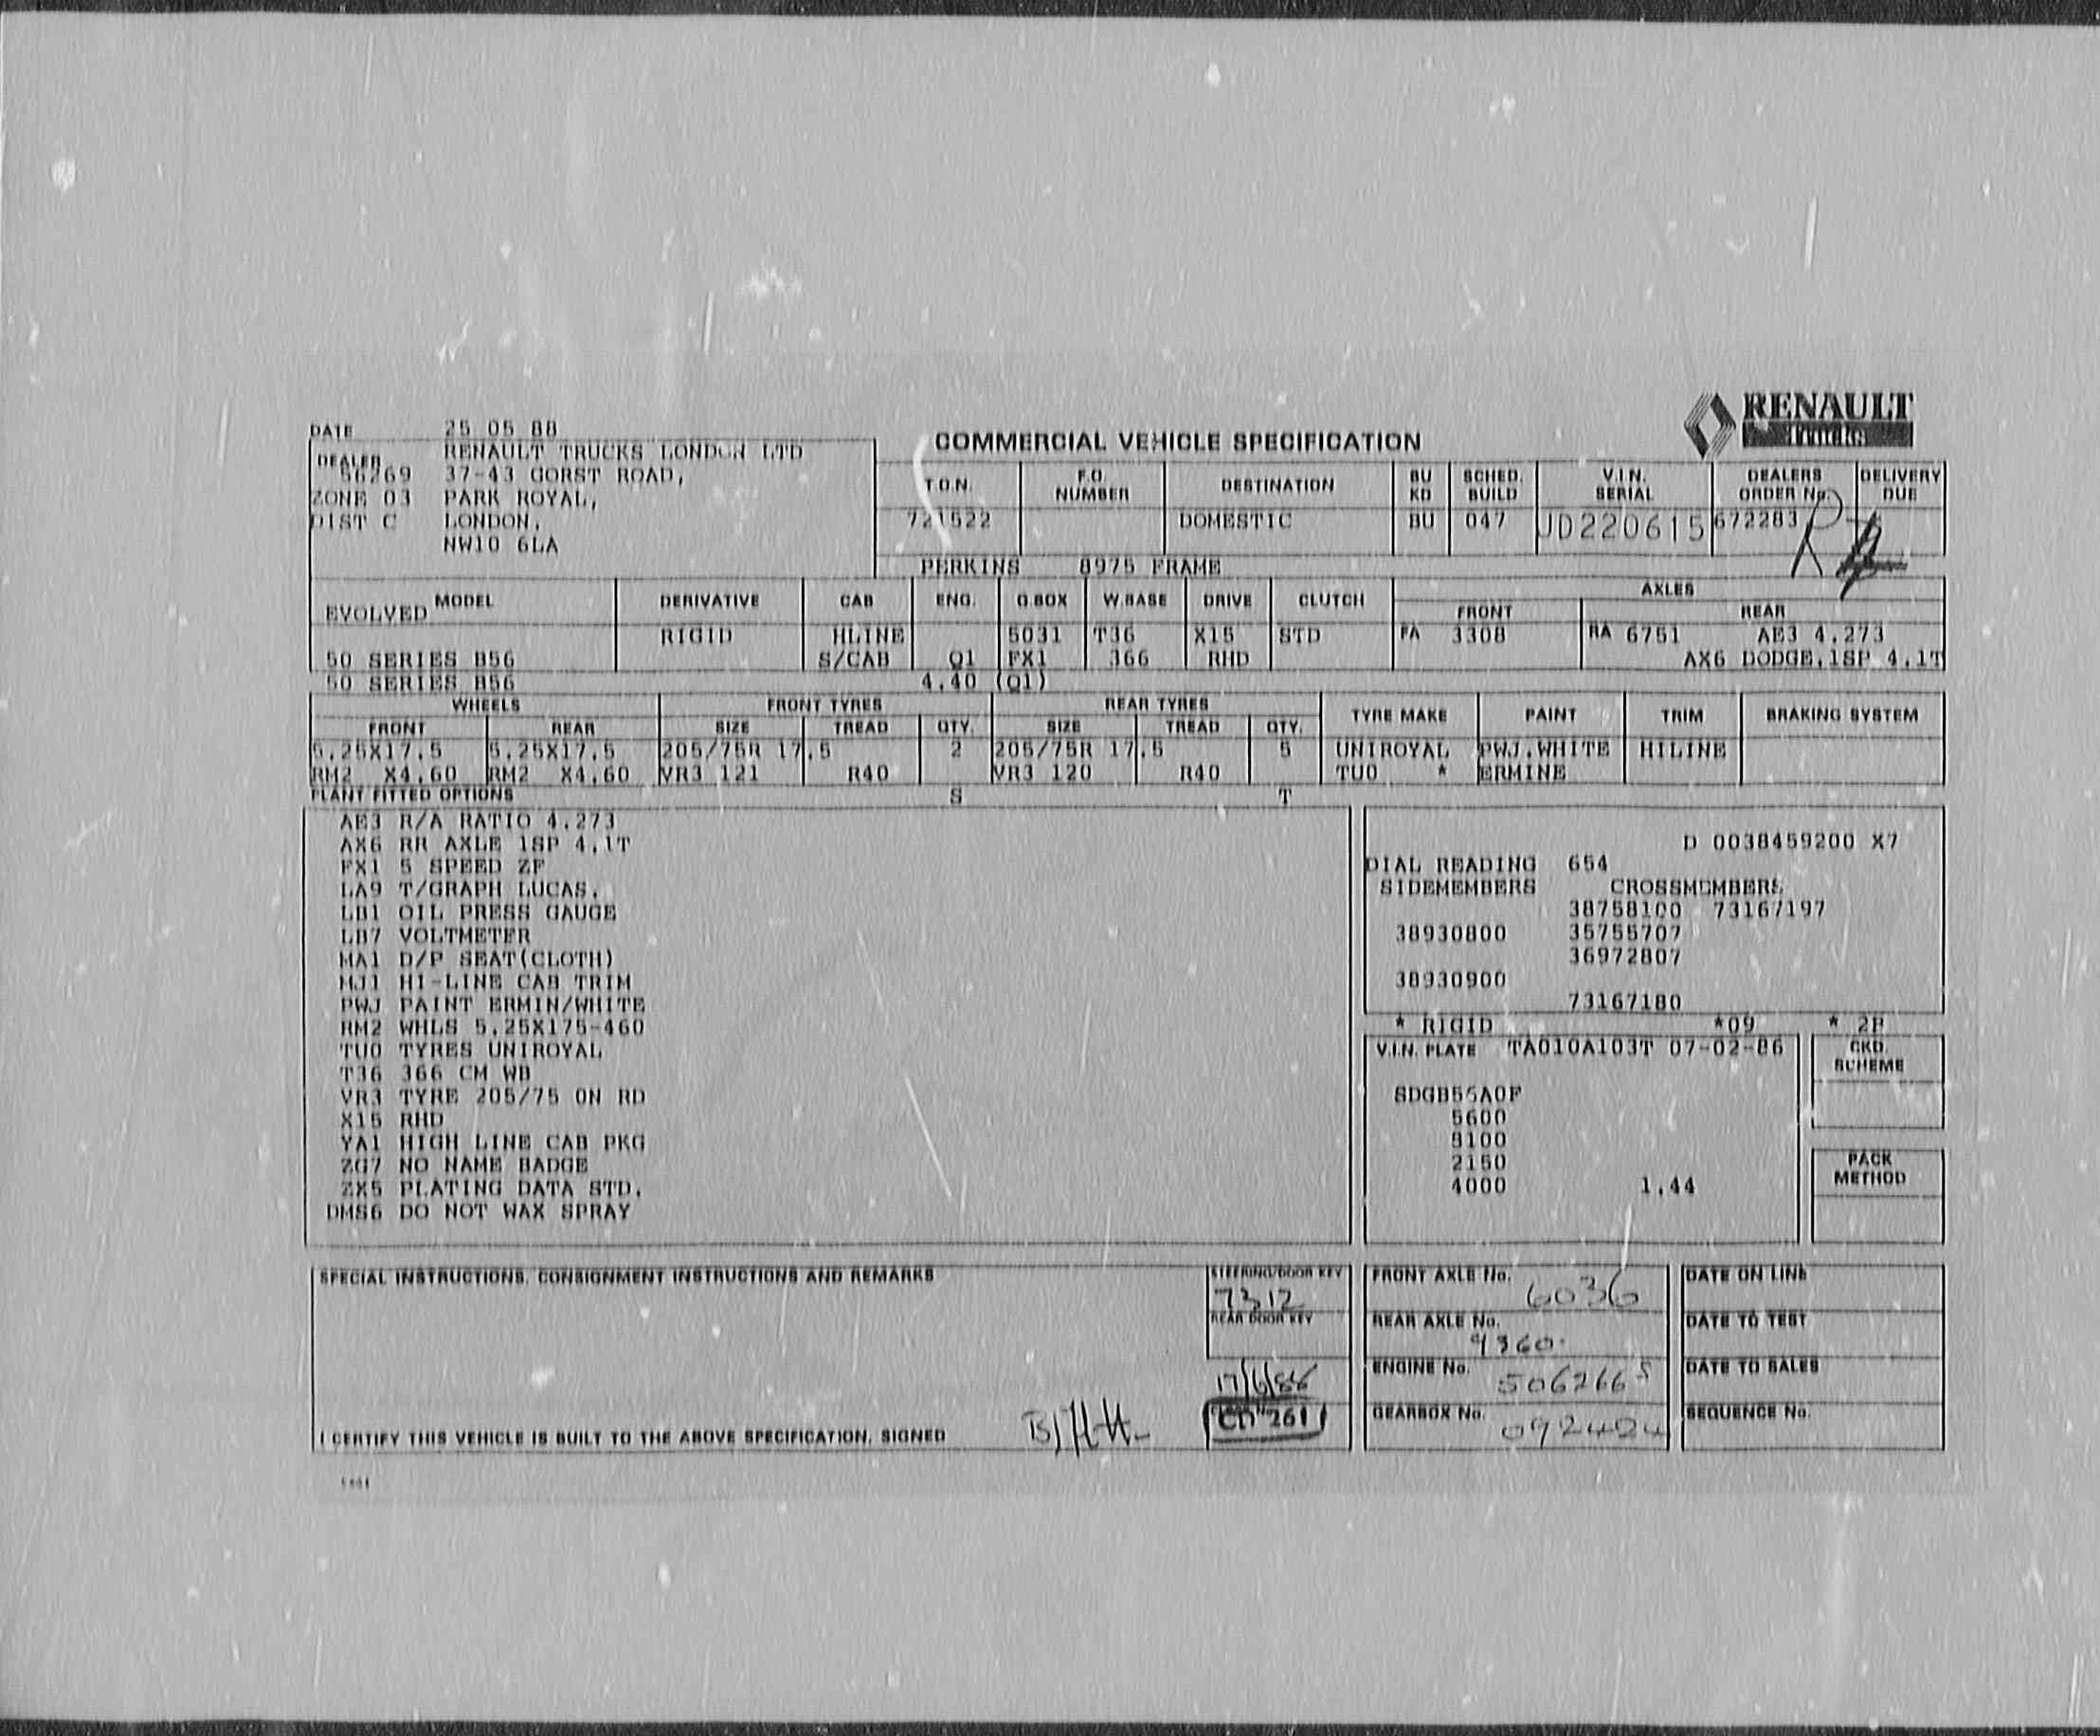 RENAULT
Trucks
DATE 25 05 88
DEALER RENAULT TRUCKS LONDON LTD
56269 37-43 GORST ROAD,
ZONE 03 PARK ROYAL,
DIST C LONDON,
NW10 6LA
COMMERCIAL VEHICLE SPECIFICATION
T.O.N. F.O. NUMBER DESTINATION BU KD SCHED. BUILD V.I.N. SERIAL DEALERS ORDER No. DELIVERY DUE
721522 DOMESTIC BU 047 JD220615 672283
PERKINS 8975 FRAME
MODEL DERIVATIVE CAB ENG. G.BOX W.BASE DRIVE CLUTCH AXLES
EVOLVED FRONT REAR
RIGID HLINE 5031 T36 X15 STD FA 3308 RA 6751 AE3 4.273
50 SERIES B56 S/CAB Q1 FX1 366 RHD AX6 DODGE,1SP 4.1T
50 SERIES B56 4.40 (Q1)
WHEELS FRONT TYRES REAR TYRES TYRE MAKE PAINT TRIM BRAKING SYSTEM
FRONT REAR SIZE TREAD QTY. SIZE TREAD QTY.
5.25X17.5 5.25X17.5 205/75R 17.5 2 205/75R 17.5 5 UNIROYAL PWJ.WHITE HILINE
RM2 X4.60 RM2 X4.60 VR3 121 R40 VR3 120 R40 TU0 * ERMINE
PLANT FITTED OPTIONS S T
AE3 R/A RATIO 4.273
AX6 RR AXLE 1SP 4.1T
FX1 5 SPEED ZF
LA9 T/GRAPH LUCAS.
LB1 OIL PRESS GAUGE
LB7 VOLTMETER
MA1 D/P SEAT(CLOTH)
MJ1 HI-LINE CAB TRIM
PWJ PAINT ERMIN/WHITE
RM2 WHLS 5.25X175-460
TU0 TYRES UNIROYAL
T36 366 CM WB
VR3 TYRE 205/75 ON RD
X15 RHD
YA1 HIGH LINE CAB PKG
ZG7 NO NAME BADGE
ZX5 PLATING DATA STD.
DMS6 DO NOT WAX SPRAY
D 0038459200 X7
DIAL READING 654
SIDEMEMBERS CROSSMEMBERS
38758100 73167197
38930800 35755707
36972807
38930900
73167180
* RIGID *09 * 2P
V.I.N. PLATE TA010A103T 07-02-86
SDGB56A0F
5600
8100
2150
4000 1.44
CKD. SCHEME
PACK METHOD
SPECIAL INSTRUCTIONS, CONSIGNMENT INSTRUCTIONS AND REMARKS
STEERING/DOOR KEY
7312
REAR DOOR KEY
CD 261
I CERTIFY THIS VEHICLE IS BUILT TO THE ABOVE SPECIFICATION. SIGNED
FRONT AXLE No. 6036
REAR AXLE No. 9360
ENGINE No. 5062665
GEARBOX No. 092424
DATE ON LINE
DATE TO TEST
DATE TO SALES
SEQUENCE No.